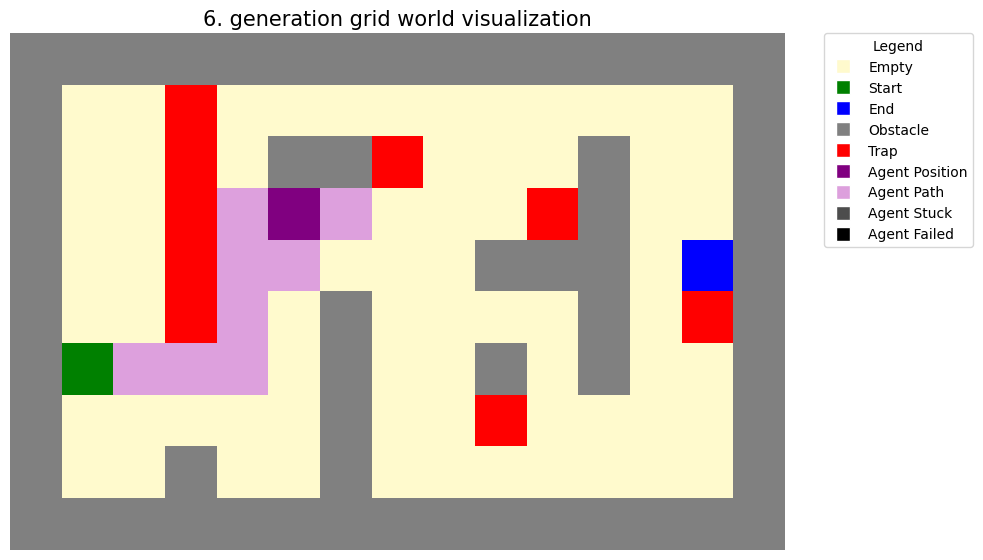 6. generation grid world visualization
Legend
Empty
Start
End
Obstacle
Trap
Agent Position
Agent Path
Agent Stuck
Agent Failed